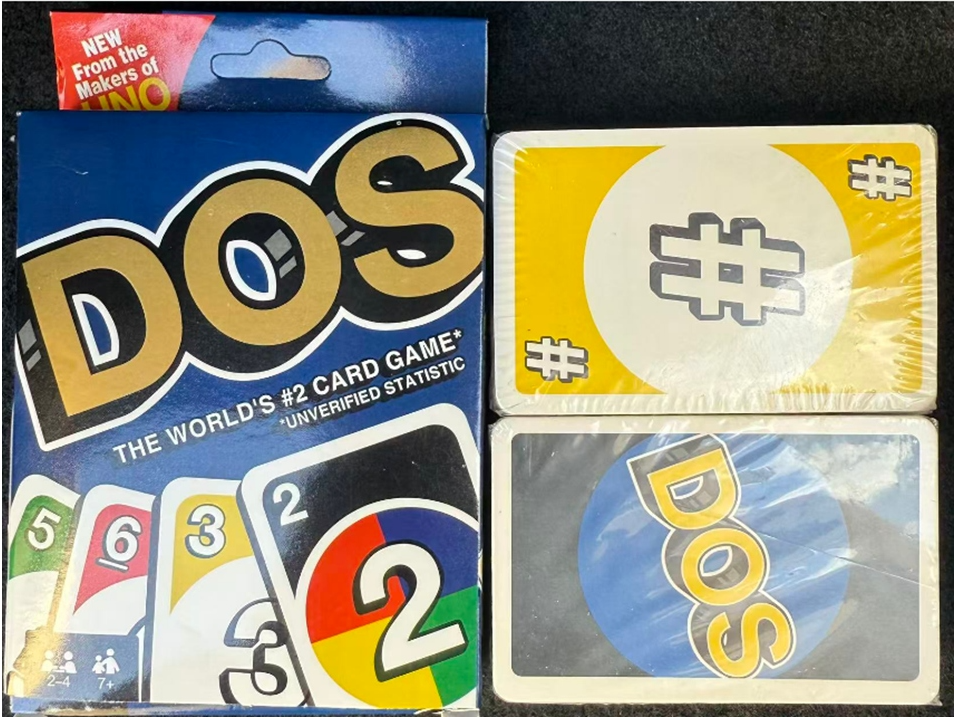 NEW
From the
Makers of
UNO
DOS
THE WORLD'S #2 CARD GAME*
*UNVERIFIED STATISTIC
5
6
3
2
3
2
2–4
7+
#
#
#
DOS